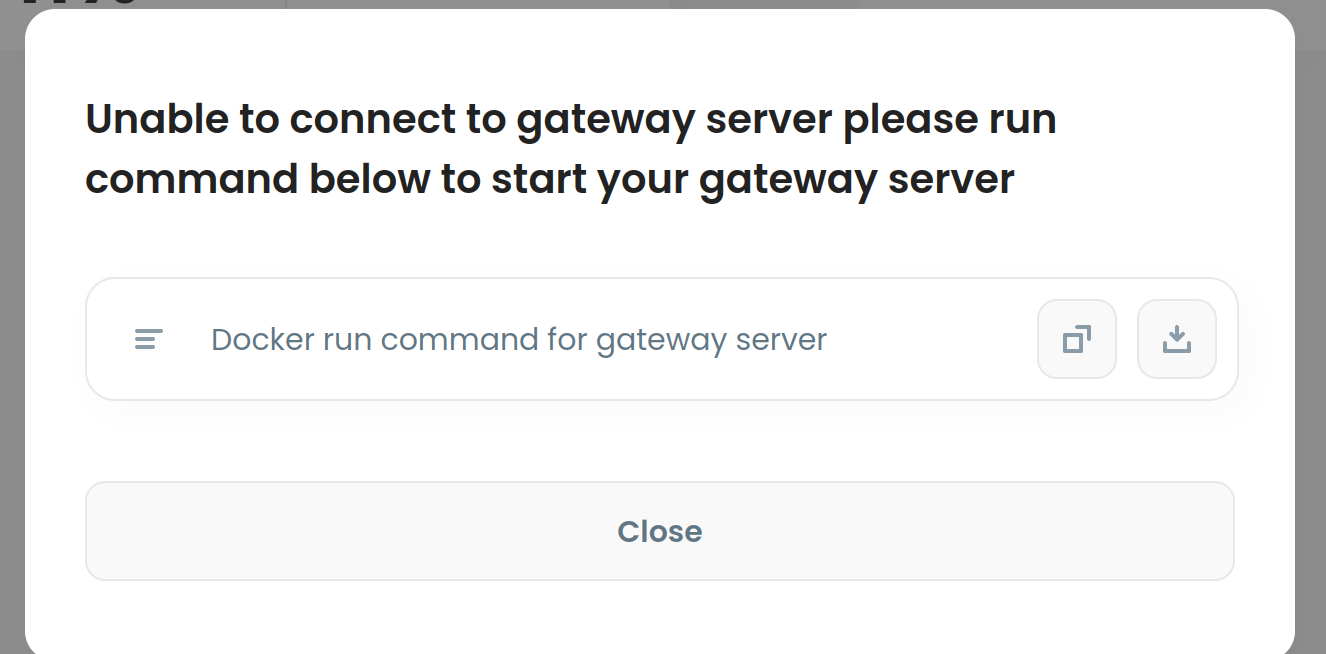 Unable to connect to gateway server please run
command below to start your gateway server
Docker run command for gateway server
Close